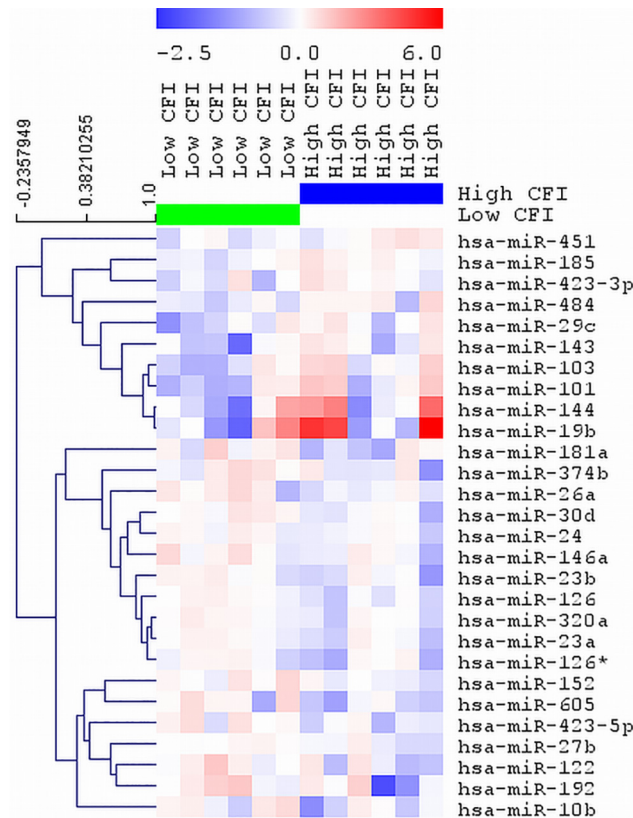 -2.5 0.0 6.0
Low CFI
Low CFI
Low CFI
Low CFI
Low CFI
Low CFI
High CFI
High CFI
High CFI
High CFI
High CFI
High CFI
-0.2357949
0.38210255
1.0
High CFI
Low CFI
hsa-miR-451
hsa-miR-185
hsa-miR-423-3p
hsa-miR-484
hsa-miR-29c
hsa-miR-143
hsa-miR-103
hsa-miR-101
hsa-miR-144
hsa-miR-19b
hsa-miR-181a
hsa-miR-374b
hsa-miR-26a
hsa-miR-30d
hsa-miR-24
hsa-miR-146a
hsa-miR-23b
hsa-miR-126
hsa-miR-320a
hsa-miR-23a
hsa-miR-126*
hsa-miR-152
hsa-miR-605
hsa-miR-423-5p
hsa-miR-27b
hsa-miR-122
hsa-miR-192
hsa-miR-10b